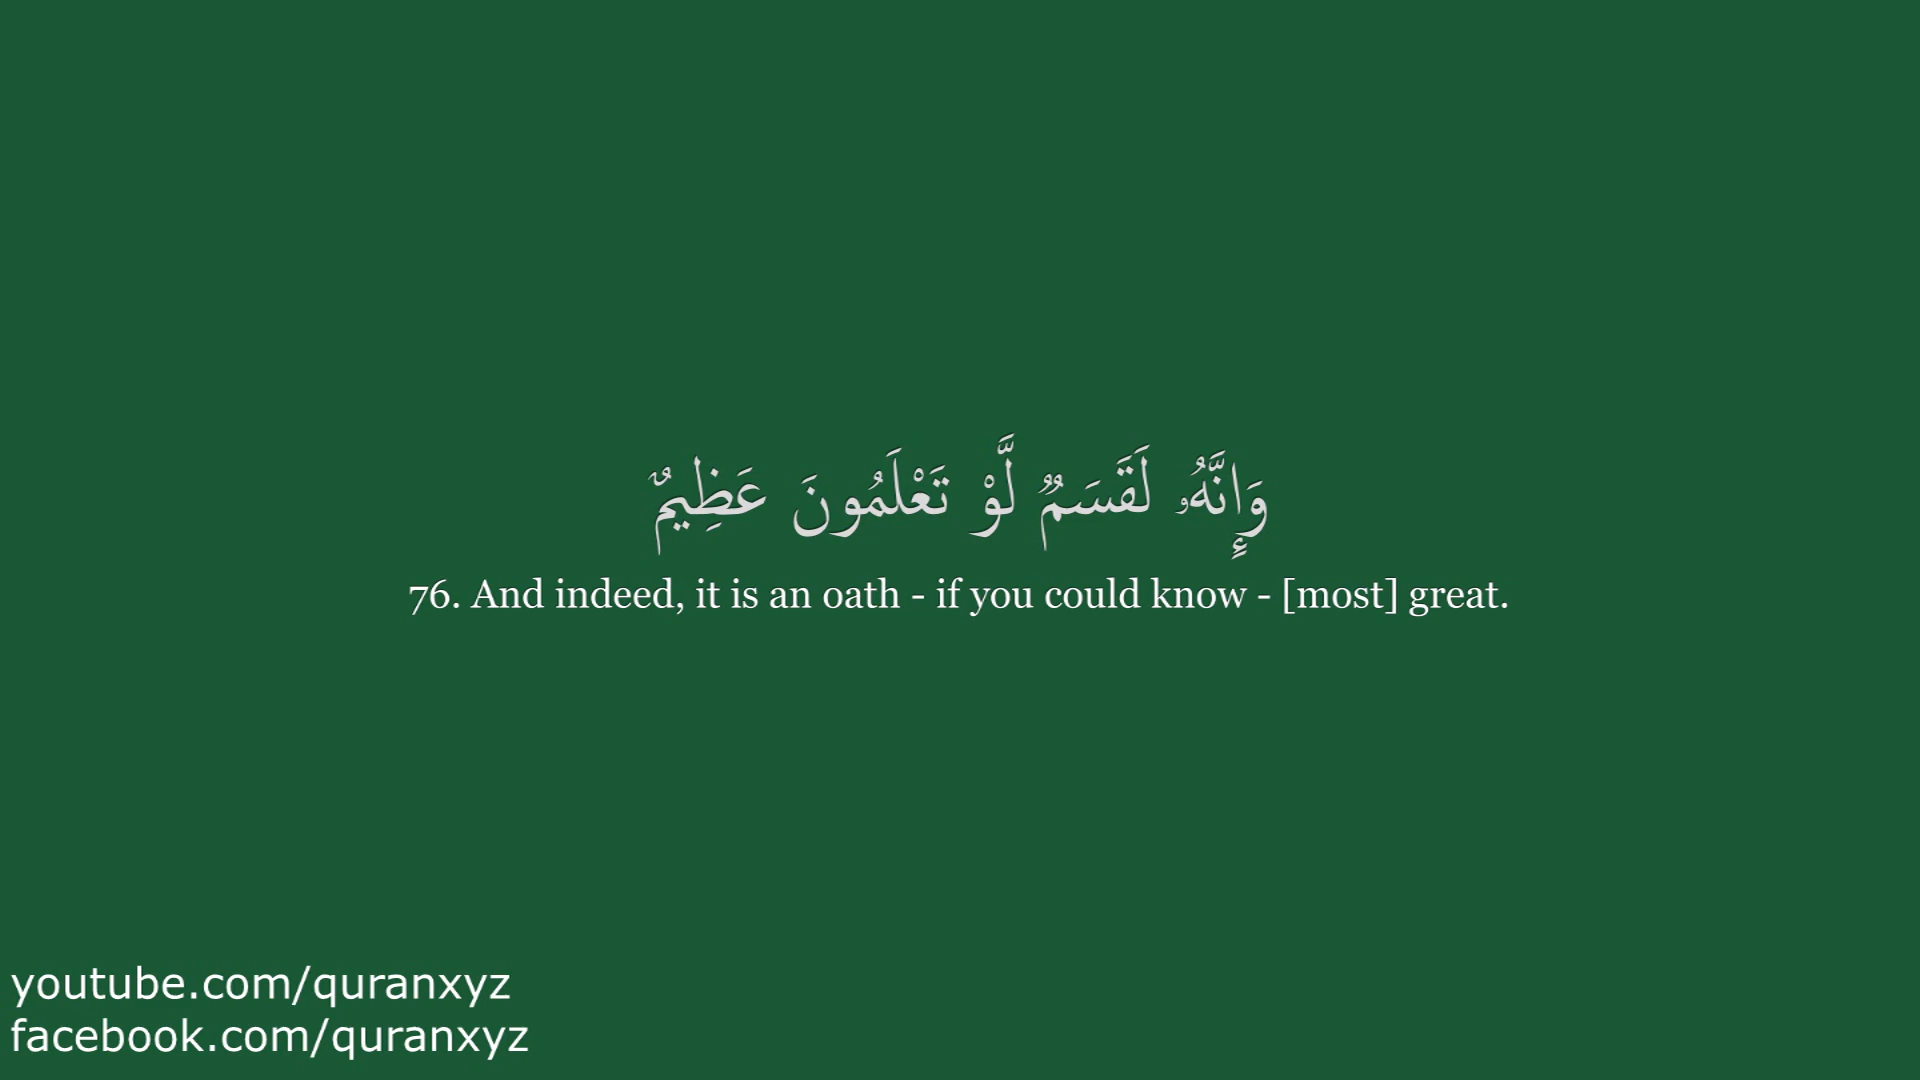 وَإِنَّهُۥ لَقَسَمٌۭ لَّوْ تَعْلَمُونَ عَظِيمٌ
76. And indeed, it is an oath - if you could know - [most] great.
youtube.com/quranxyz
facebook.com/quranxyz